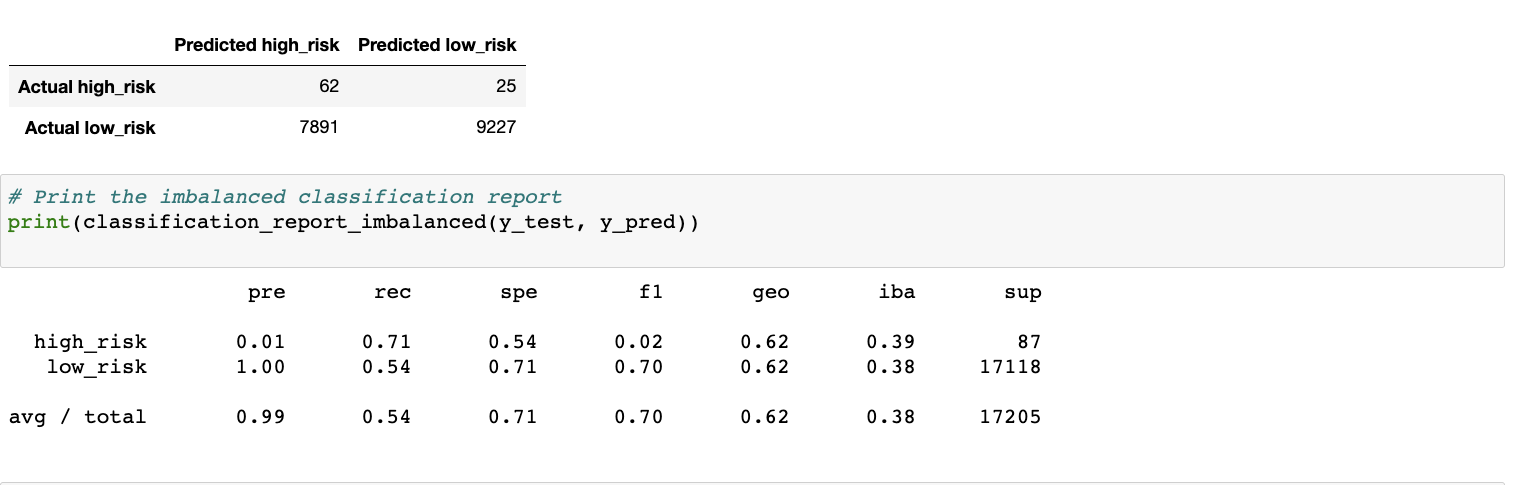 Predicted high_risk Predicted low_risk
Actual high_risk 62 25
Actual low_risk 7891 9227
# Print the imbalanced classification report
print(classification_report_imbalanced(y_test, y_pred))
pre rec spe f1 geo iba sup
high_risk 0.01 0.71 0.54 0.02 0.62 0.39 87
low_risk 1.00 0.54 0.71 0.70 0.62 0.38 17118
avg / total 0.99 0.54 0.71 0.70 0.62 0.38 17205